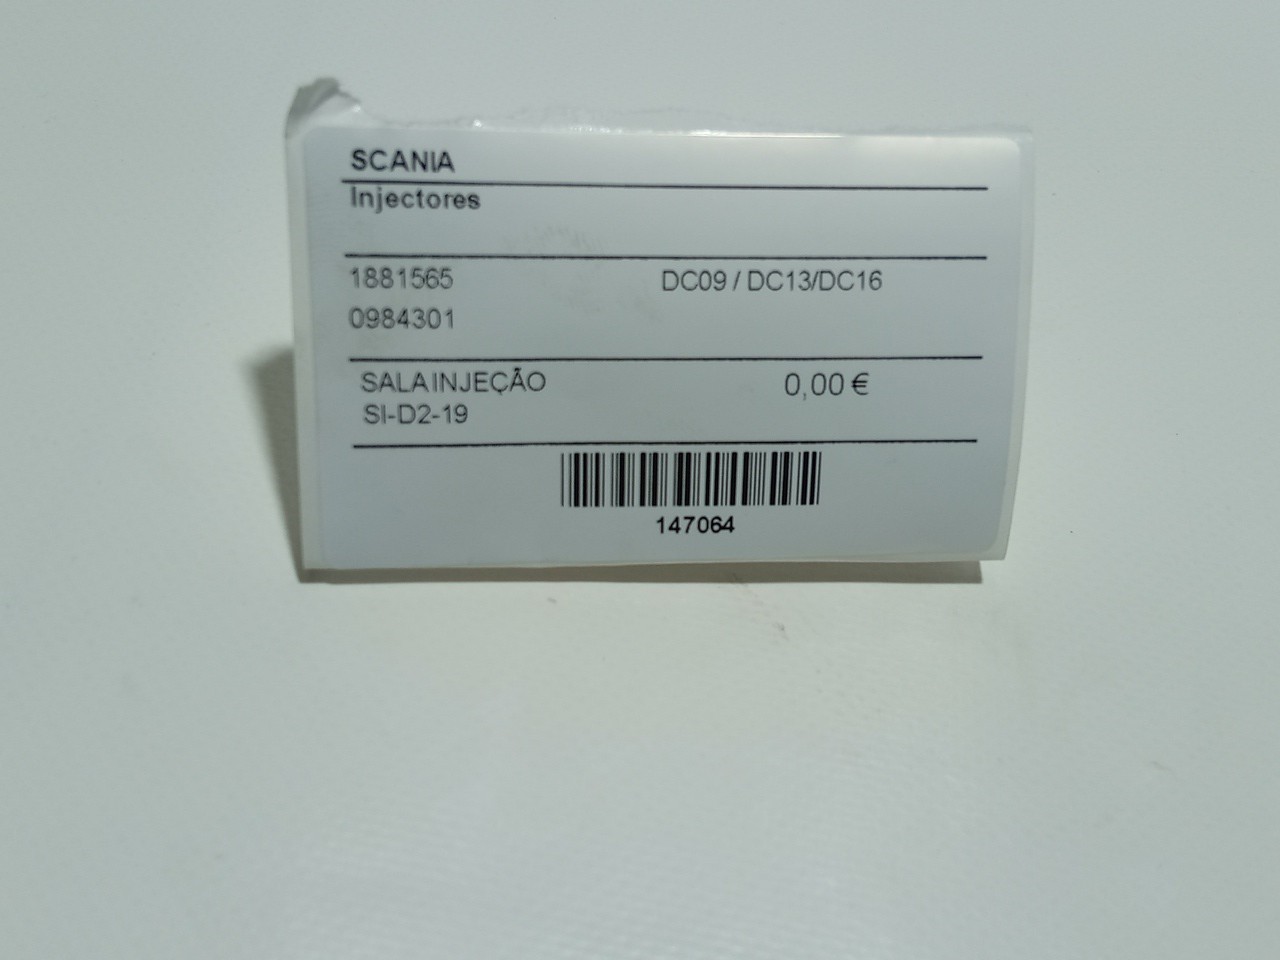 SCANIA
Injectores
1881565 DC09 / DC13/DC16
0984301
SALA INJEÇÃO 0,00 €
SI-D2-19
147064